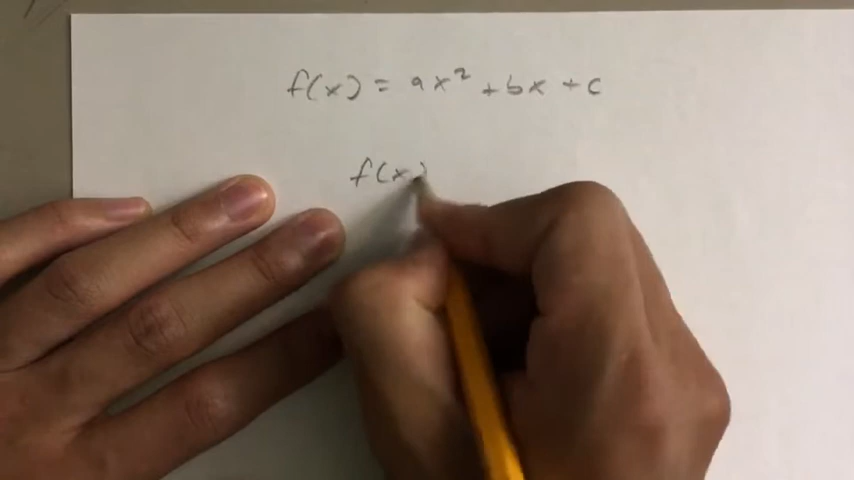 f(x) = ax² + bx + c
f(x)